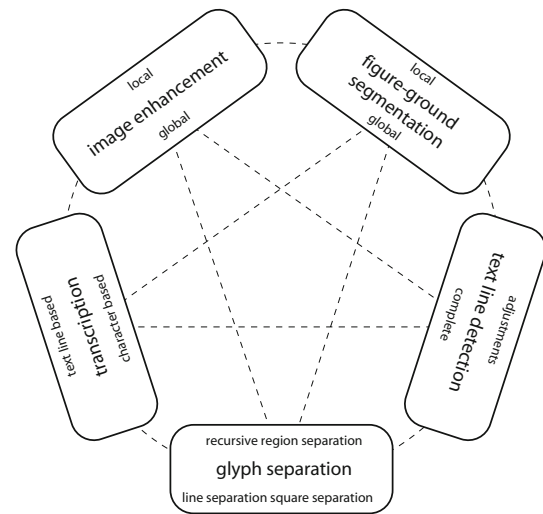 local
image enhancement
global
local
figure-ground
segmentation
global
text line based
transcription
character based
adjustments
text line detection
complete
recursive region separation
glyph separation
line separation square separation